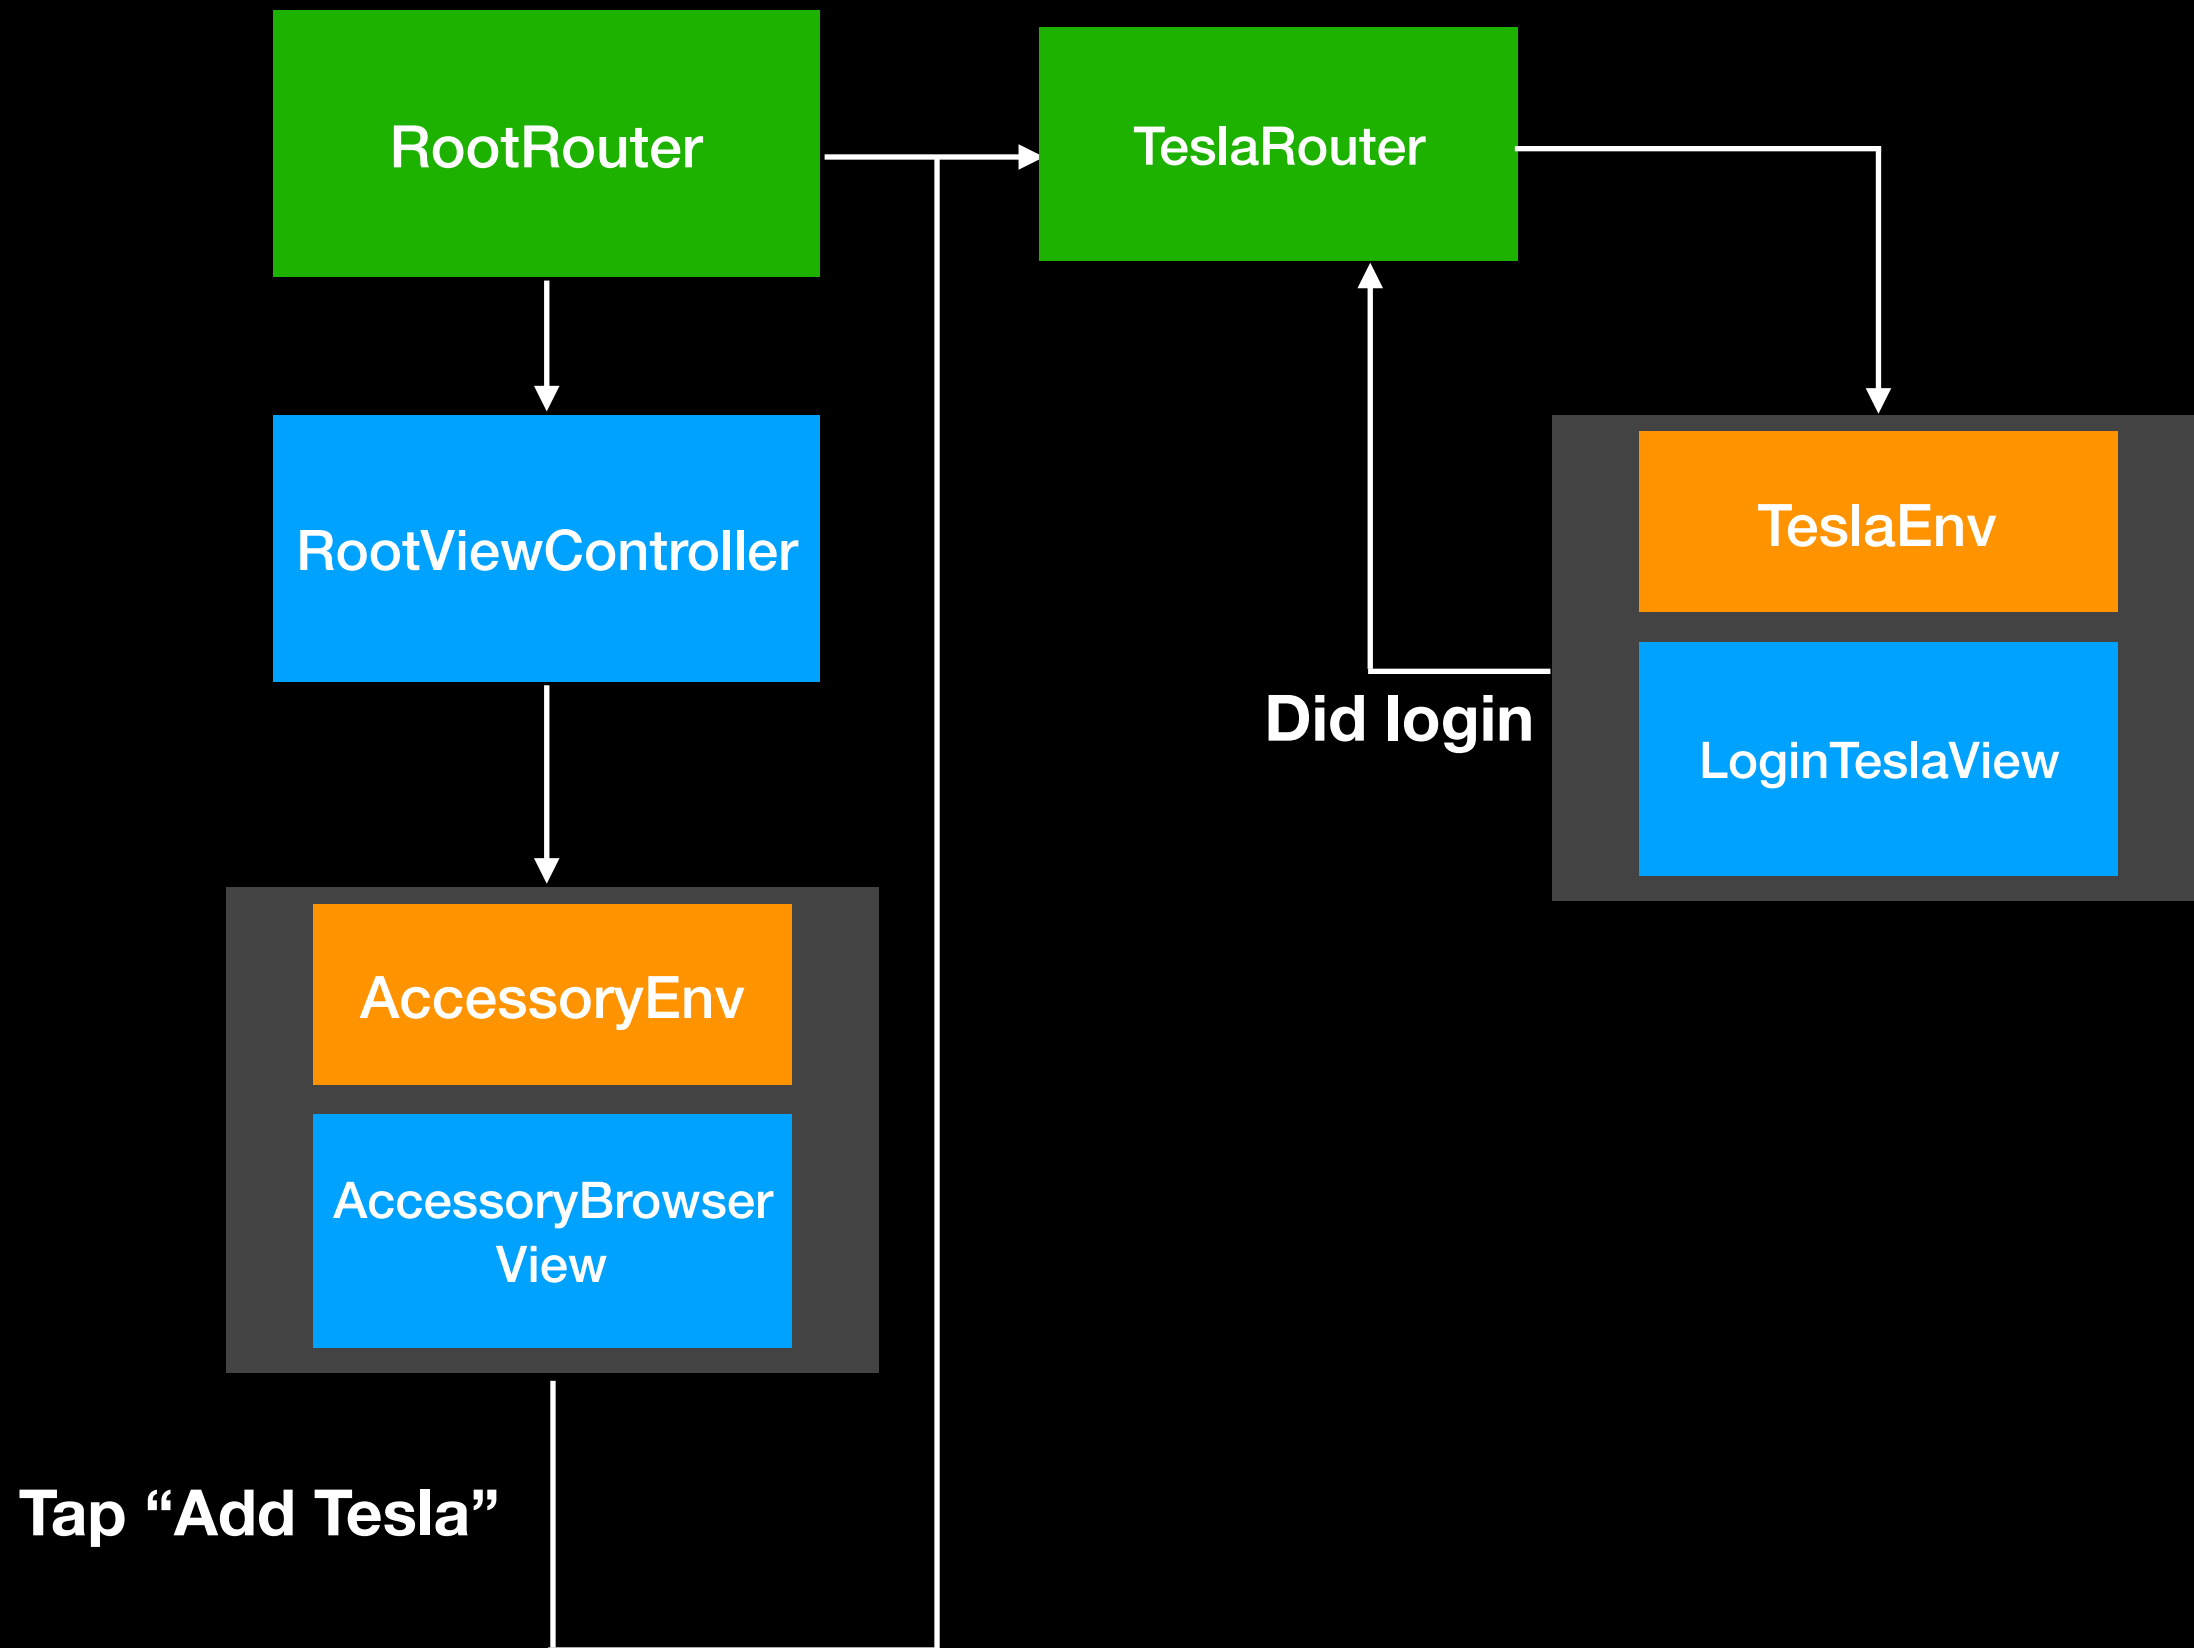 RootRouter
TeslaRouter
RootViewController
TeslaEnv
Did login
LoginTeslaView
AccessoryEnv
AccessoryBrowser
View
Tap “Add Tesla”